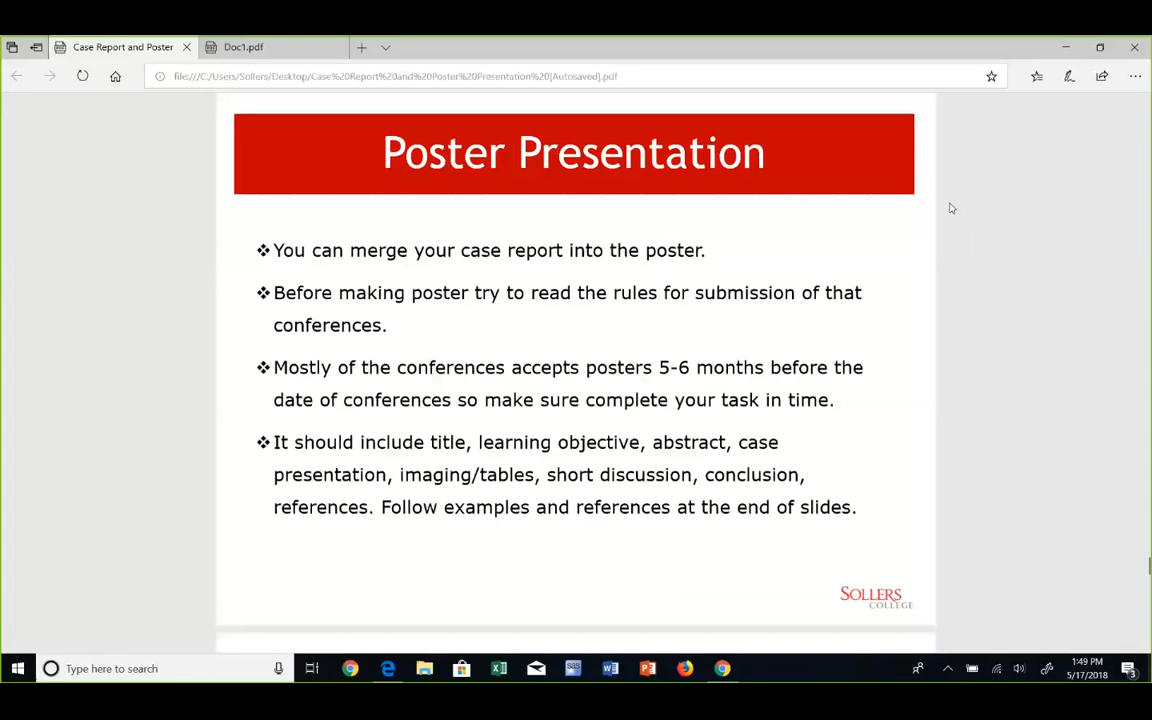 Case Report and Poster
Doc1.pdf
file:///C:/Users/Sollers/Desktop/Case%20Report%20and%20Poster%20Presentation%20[Autosaved].pdf
Poster Presentation
❖You can merge your case report into the poster.
❖Before making poster try to read the rules for submission of that
conferences.
❖Mostly of the conferences accepts posters 5-6 months before the
date of conferences so make sure complete your task in time.
❖It should include title, learning objective, abstract, case
presentation, imaging/tables, short discussion, conclusion,
references. Follow examples and references at the end of slides.
SOLLERS
COLLEGE
Type here to search
1:49 PM
5/17/2018
3